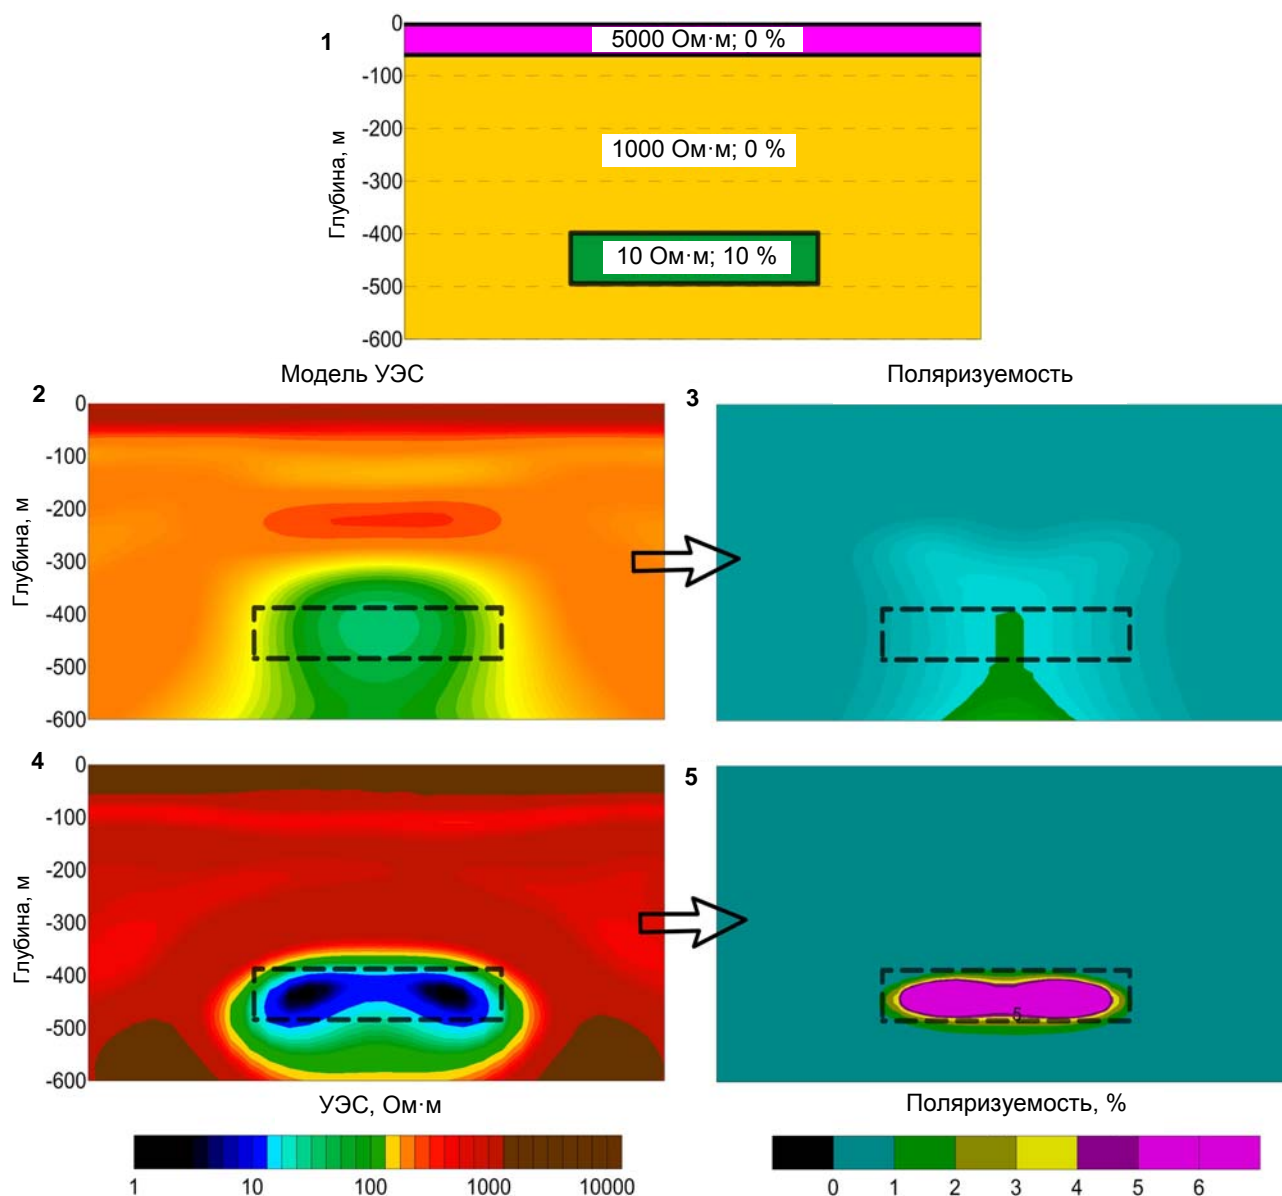 1
0
5000 Ом·м; 0 %
-100
-200
1000 Ом·м; 0 %
-300
-400
10 Ом·м; 10 %
-500
-600
Глубина, м
Модель УЭС
Поляризуемость
2
0
-100
-200
-300
-400
-500
-600
Глубина, м
3
4
0
-100
-200
-300
-400
-500
-600
Глубина, м
5
5
УЭС, Ом·м
Поляризуемость, %
1 10 100 1000 10000
0 1 2 3 4 5 6